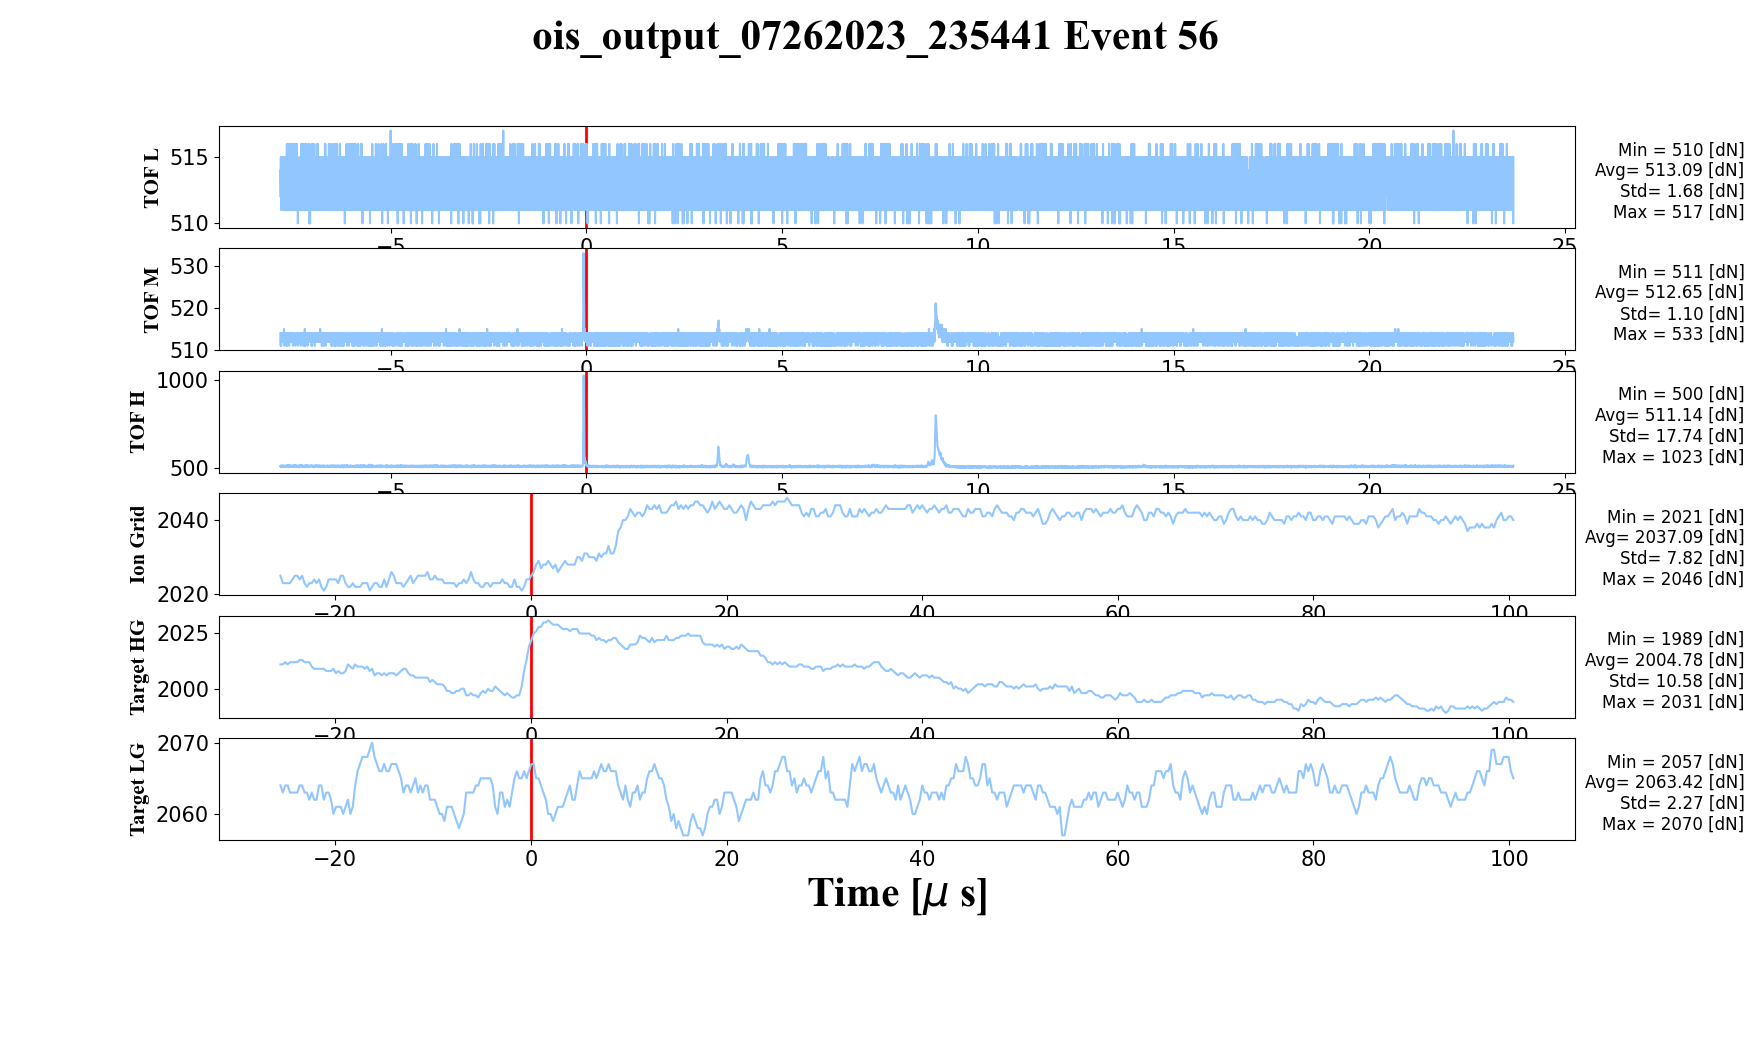 ois_output_07262023_235441 Event 56
TOF L
515
510
−5
0
5
10
15
20
25
Min = 510 [dN]
Avg= 513.09 [dN]
Std= 1.68 [dN]
Max = 517 [dN]
TOF M
530
520
510
−5
0
5
10
15
20
25
Min = 511 [dN]
Avg= 512.65 [dN]
Std= 1.10 [dN]
Max = 533 [dN]
TOF H
1000
500
−5
0
5
10
15
20
25
Min = 500 [dN]
Avg= 511.14 [dN]
Std= 17.74 [dN]
Max = 1023 [dN]
Ion Grid
2040
2020
−20
0
20
40
60
80
100
Min = 2021 [dN]
Avg= 2037.09 [dN]
Std= 7.82 [dN]
Max = 2046 [dN]
Target HG
2025
2000
−20
0
20
40
60
80
100
Min = 1989 [dN]
Avg= 2004.78 [dN]
Std= 10.58 [dN]
Max = 2031 [dN]
Target LG
2070
2060
−20
0
20
40
60
80
100
Min = 2057 [dN]
Avg= 2063.42 [dN]
Std= 2.27 [dN]
Max = 2070 [dN]
Time [μ s]